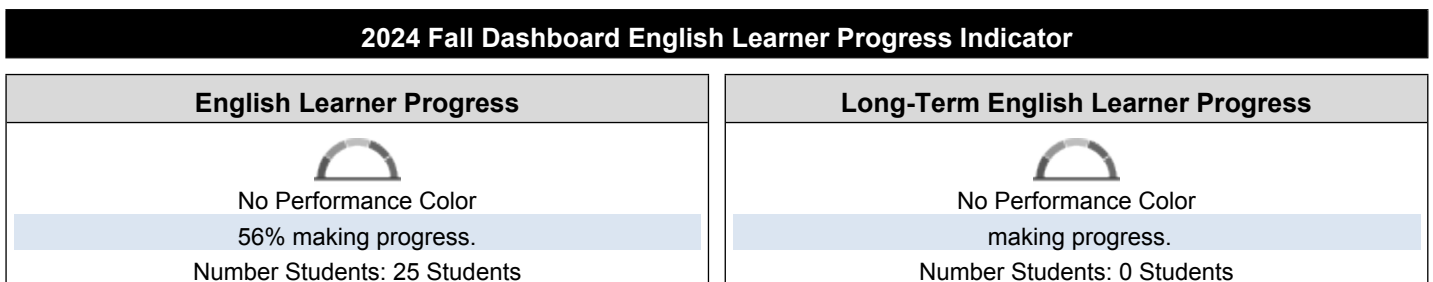 2024 Fall Dashboard English Learner Progress Indicator
English Learner Progress
No Performance Color
56% making progress.
Number Students: 25 Students
Long-Term English Learner Progress
No Performance Color
making progress.
Number Students: 0 Students